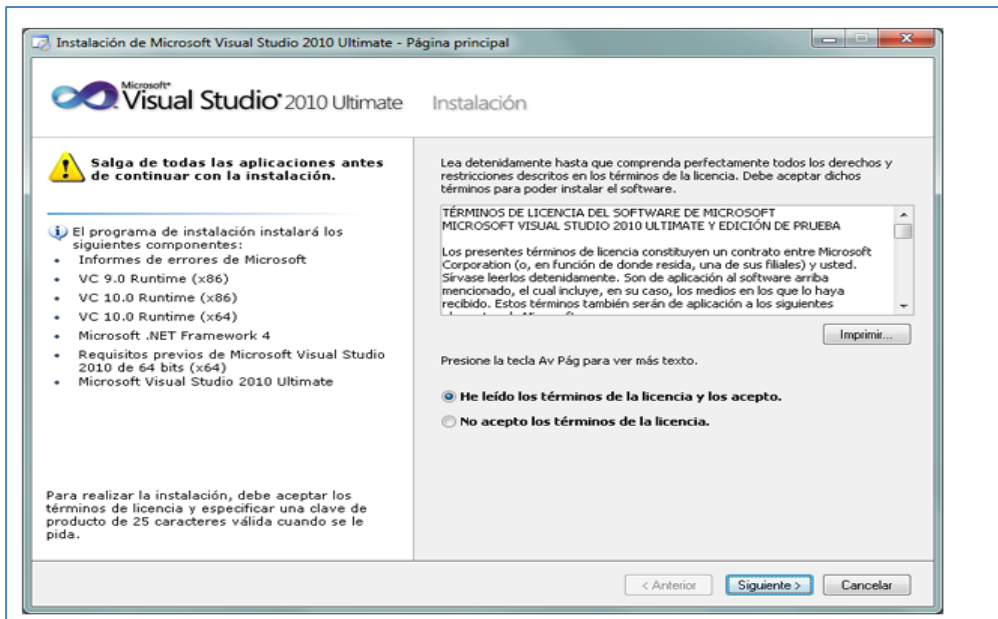 Instalación de Microsoft Visual Studio 2010 Ultimate - Página principal
Microsoft
Visual Studio 2010 Ultimate
Instalación
Salga de todas las aplicaciones antes
de continuar con la instalación.
El programa de instalación instalará los
siguientes componentes:
Informes de errores de Microsoft
VC 9.0 Runtime (x86)
VC 10.0 Runtime (x86)
VC 10.0 Runtime (x64)
Microsoft .NET Framework 4
Requisitos previos de Microsoft Visual Studio
2010 de 64 bits (x64)
Microsoft Visual Studio 2010 Ultimate
Para realizar la instalación, debe aceptar los
términos de licencia y especificar una clave de
producto de 25 caracteres válida cuando se le
pida.
Lea detenidamente hasta que comprenda perfectamente todos los derechos y
restricciones descritos en los términos de la licencia. Debe aceptar dichos
términos para poder instalar el software.
TÉRMINOS DE LICENCIA DEL SOFTWARE DE MICROSOFT
MICROSOFT VISUAL STUDIO 2010 ULTIMATE Y EDICIÓN DE PRUEBA
Los presentes términos de licencia constituyen un contrato entre Microsoft
Corporation (o, en función de donde resida, una de sus filiales) y usted.
Sírvase leerlos detenidamente. Son de aplicación al software arriba
mencionado, el cual incluye, en su caso, los medios en los que lo haya
recibido. Estos términos también serán de aplicación a los siguientes
Imprimir...
Presione la tecla Av Pág para ver más texto.
He leído los términos de la licencia y los acepto.
No acepto los términos de la licencia.
< Anterior
Siguiente >
Cancelar